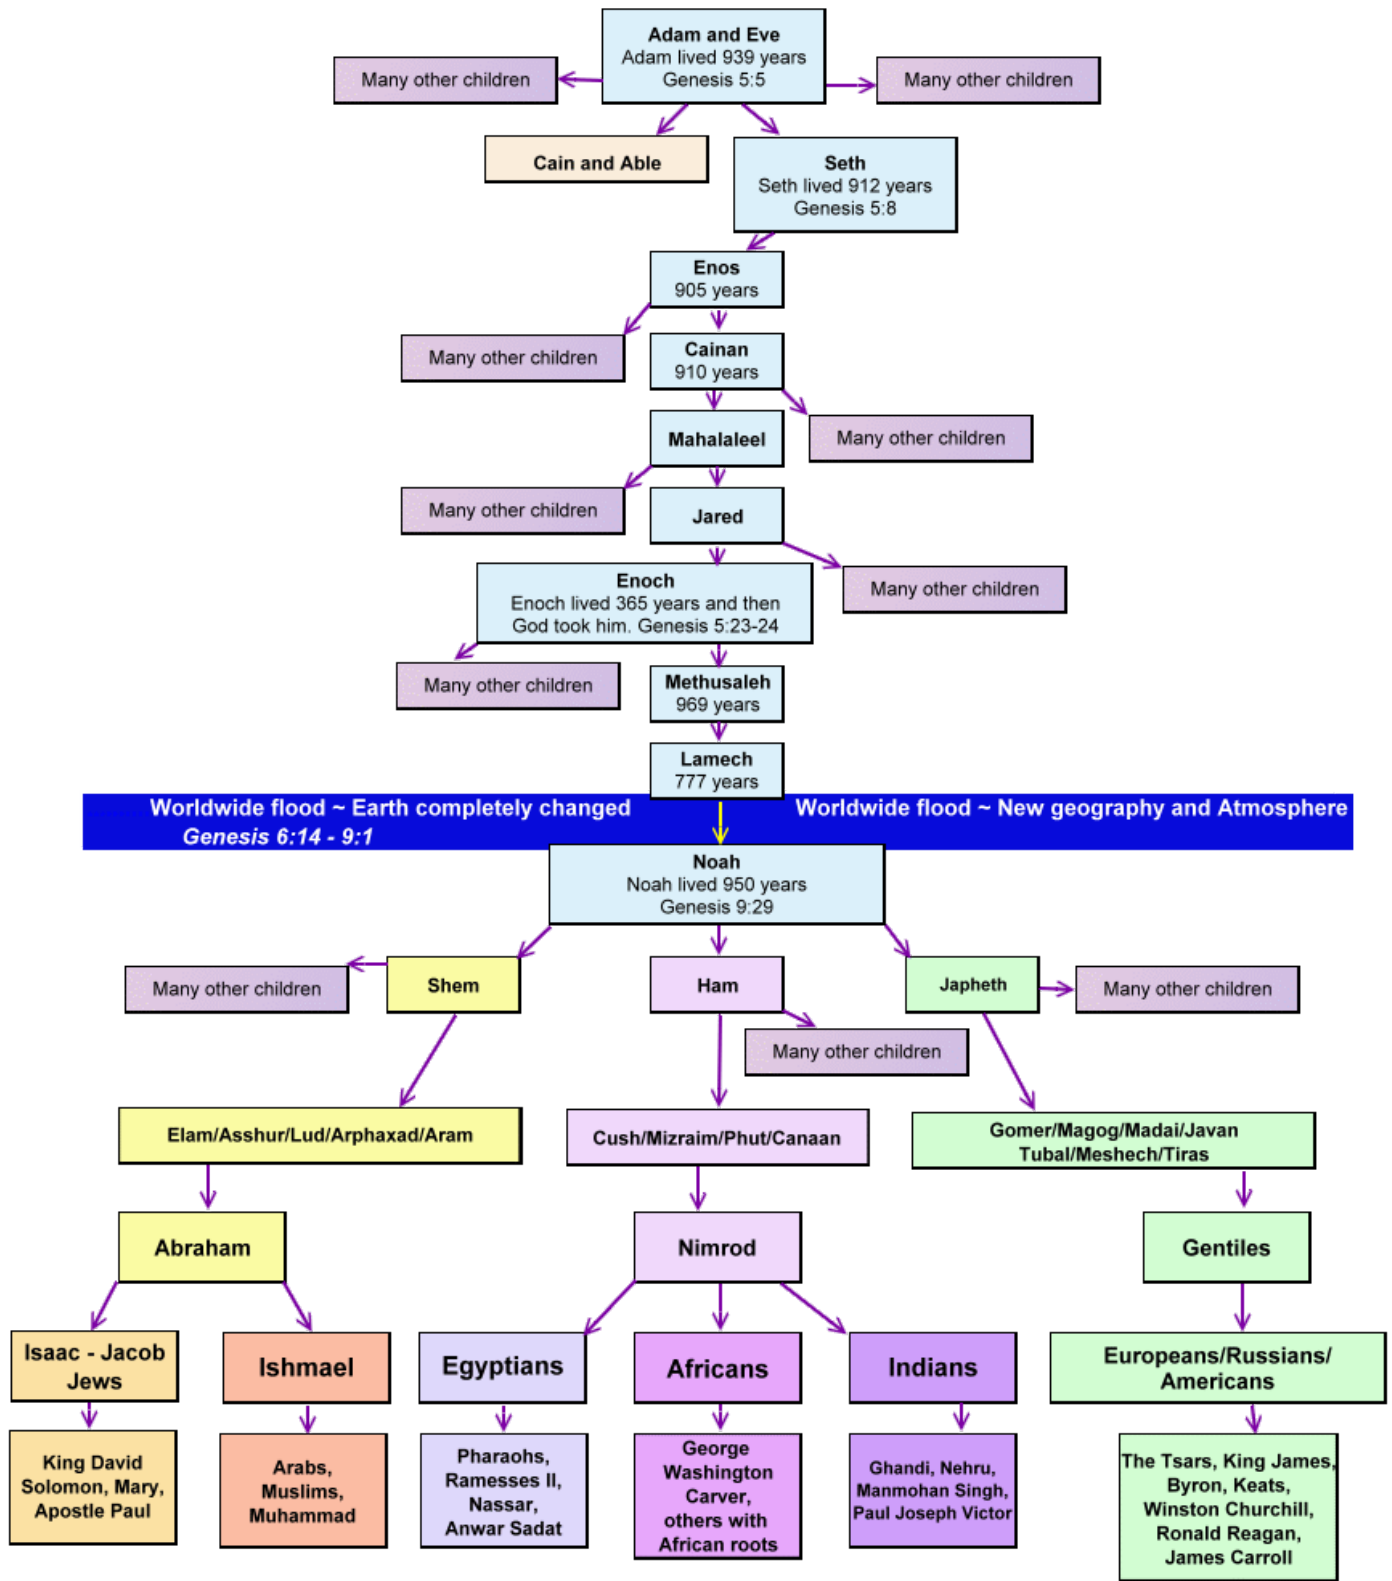 Adam and Eve
Adam lived 939 years
Genesis 5:5
Many other children
Many other children
Cain and Able
Seth
Seth lived 912 years
Genesis 5:8
Enos
905 years
Many other children
Cainan
910 years
Many other children
Mahalaleel
Many other children
Jared
Many other children
Enoch
Enoch lived 365 years and then
God took him. Genesis 5:23-24
Many other children
Methusaleh
969 years
Lamech
777 years
Worldwide flood ~ Earth completely changed
Genesis 6:14 - 9:1
Worldwide flood ~ New geography and Atmosphere
Noah
Noah lived 950 years
Genesis 9:29
Many other children
Shem
Ham
Japheth
Many other children
Many other children
Elam/Asshur/Lud/Arphaxad/Aram
Cush/Mizraim/Phut/Canaan
Gomer/Magog/Madai/Javan
Tubal/Meshech/Tiras
Abraham
Nimrod
Gentiles
Isaac - Jacob
Jews
Ishmael
Egyptians
Africans
Indians
Europeans/Russians/
Americans
King David
Solomon, Mary,
Apostle Paul
Arabs,
Muslims,
Muhammad
Pharaohs,
Ramesses II,
Nassar,
Anwar Sadat
George
Washington
Carver,
others with
African roots
Ghandi, Nehru,
Manmohan Singh,
Paul Joseph Victor
The Tsars, King James,
Byron, Keats,
Winston Churchill,
Ronald Reagan,
James Carroll